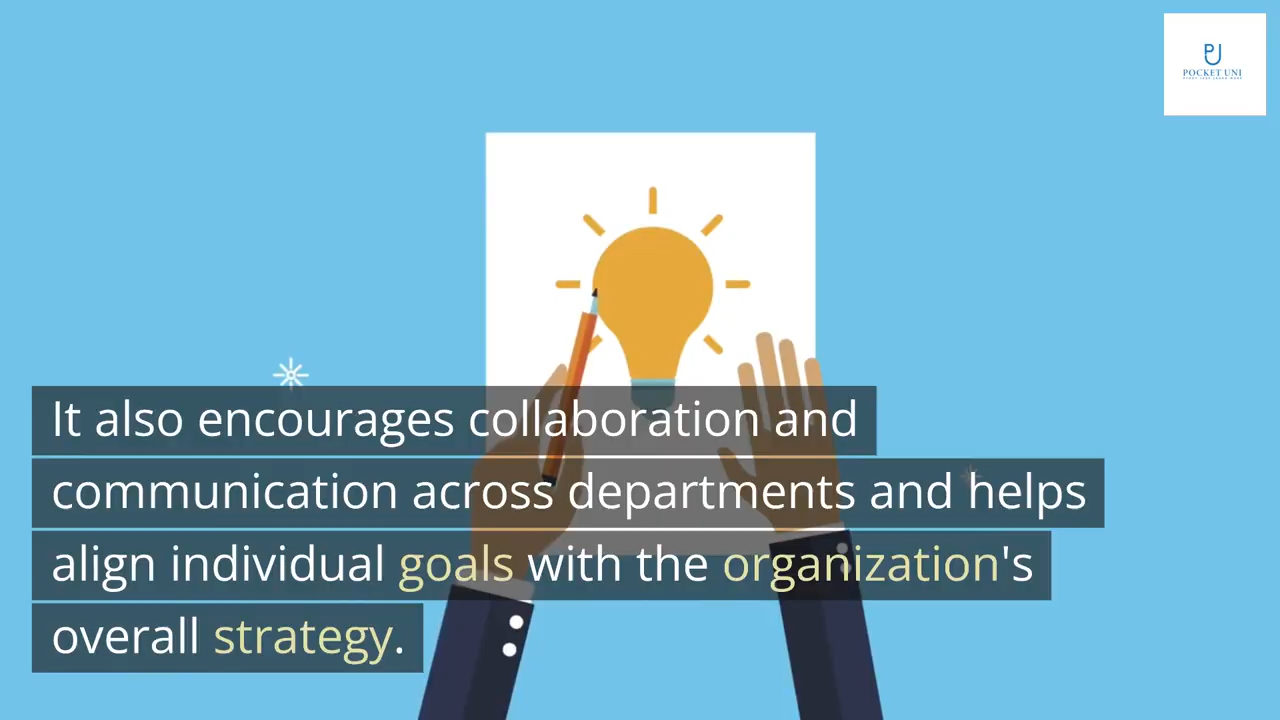 POCKET UNI
It also encourages collaboration and
communication across departments and helps
align individual goals with the organization's
overall strategy.